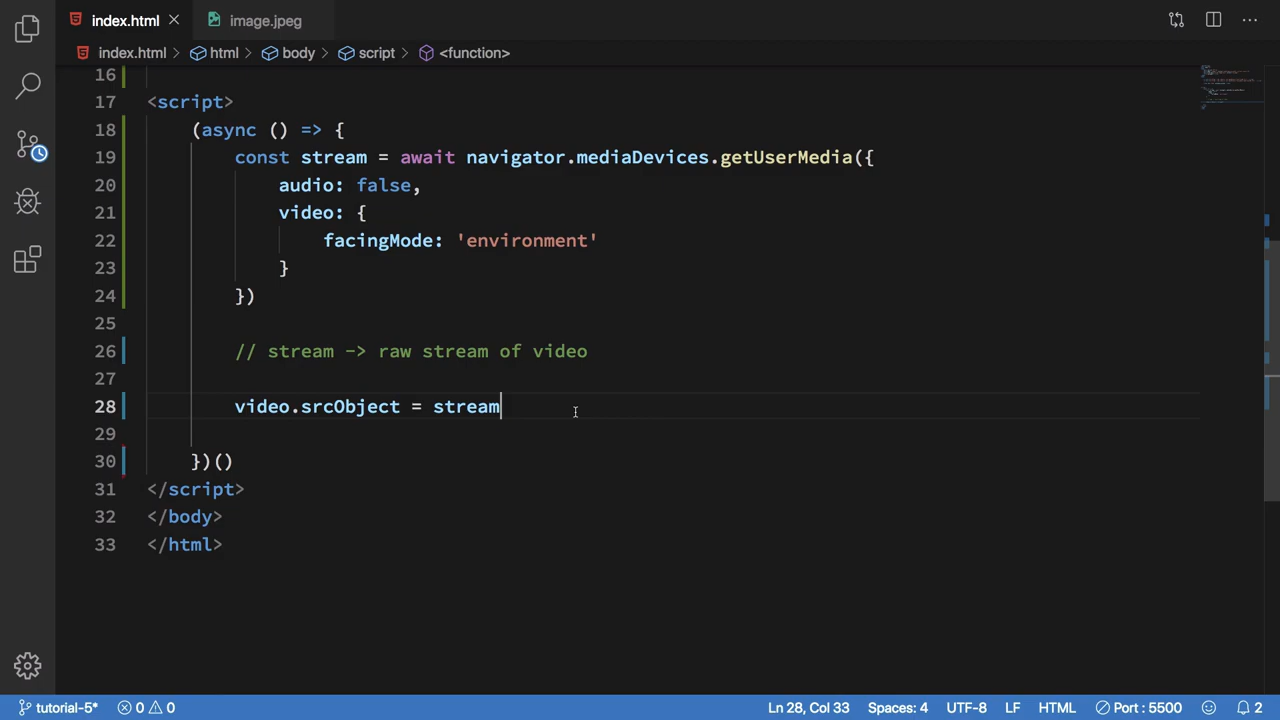 index.html
image.jpeg
index.html > html > body > script > <function>
16
17 <script>
18 (async () => {
19 const stream = await navigator.mediaDevices.getUserMedia({
20 audio: false,
21 video: {
22 facingMode: 'environment'
23 }
24 })
25
26 // stream -> raw stream of video
27
28 video.srcObject = stream
29
30 })()
31 </script>
32 </body>
33 </html>
tutorial-5* 0 0 Ln 28, Col 33 Spaces: 4 UTF-8 LF HTML Port : 5500 2